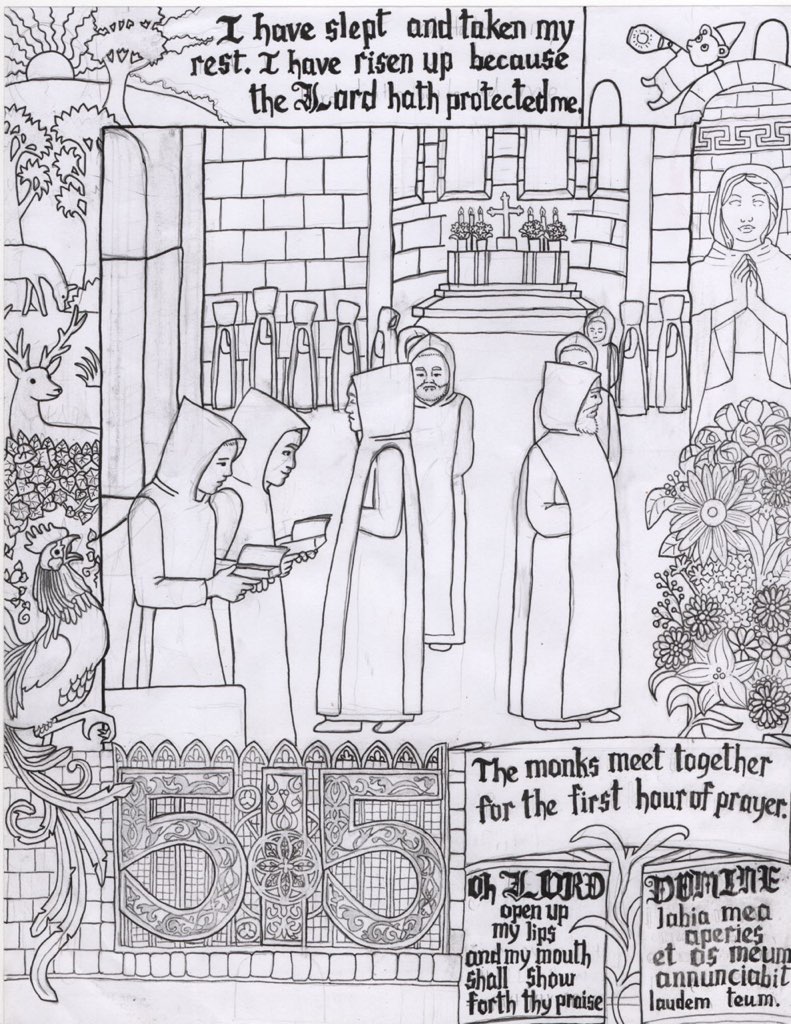 I have slept and taken my
rest. I have risen up because
the Lord hath protected me.
515
The monks meet together
for the first hour of prayer.
Oh LORD
open up
my lips
and my mouth
shall show
forth thy praise
DOMINE
labia mea
aperies
et os meum
annunciabit
laudem teum.